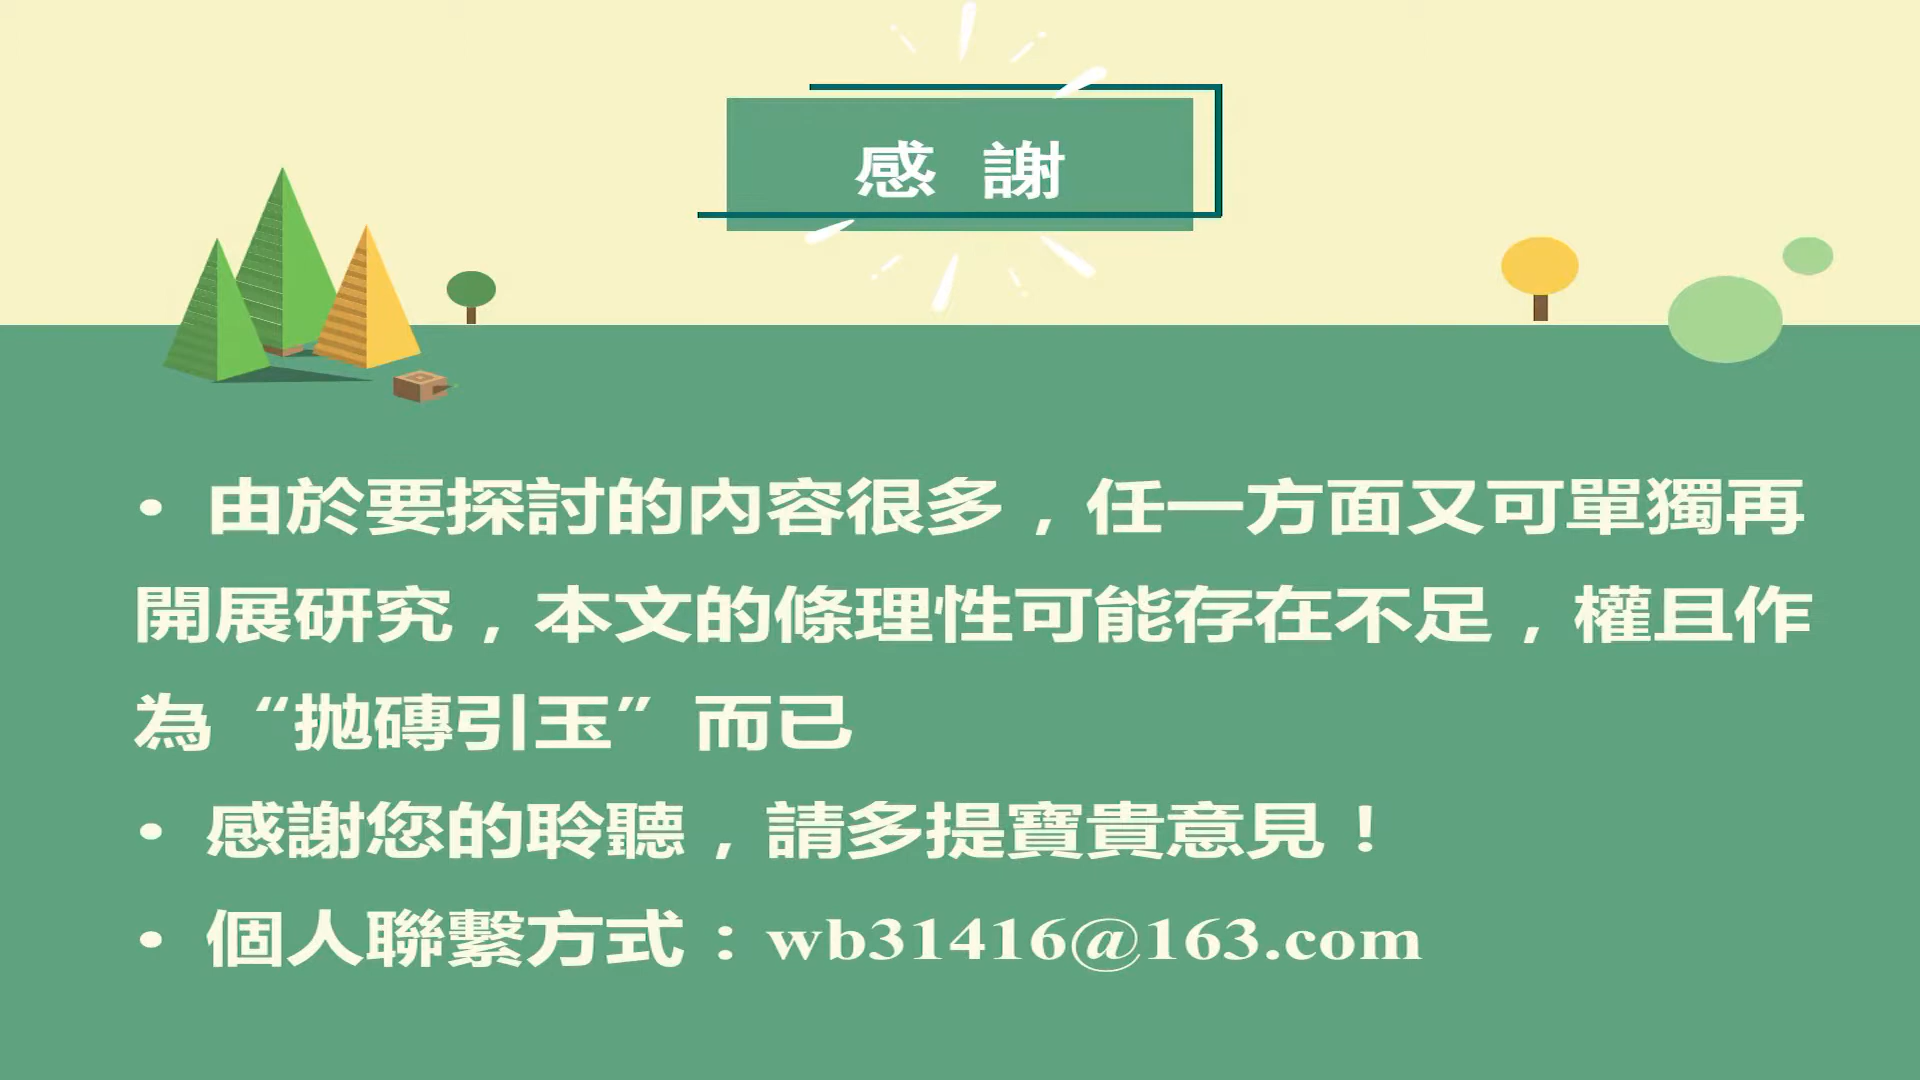 感 謝
• 由於要探討的內容很多，任一方面又可單獨再
開展研究，本文的條理性可能存在不足，權且作
為“拋磚引玉”而已
• 感謝您的聆聽，請多提寶貴意見！
• 個人聯繫方式：wb31416@163.com